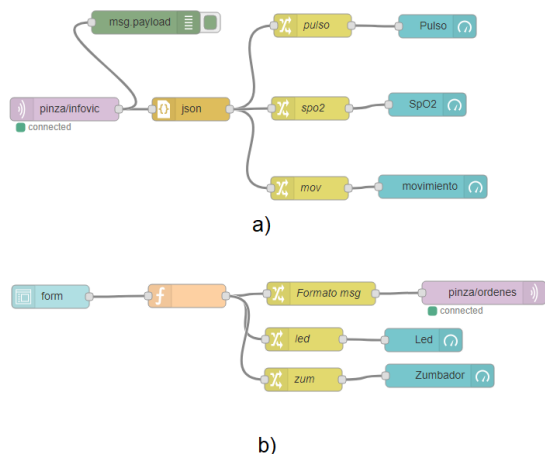 msg.payload
pulso
Pulso
pinza/infovic
json
spo2
SpO2
connected
mov
movimiento
a)
form
Formato msg
pinza/ordenes
connected
led
Led
zum
Zumbador
b)